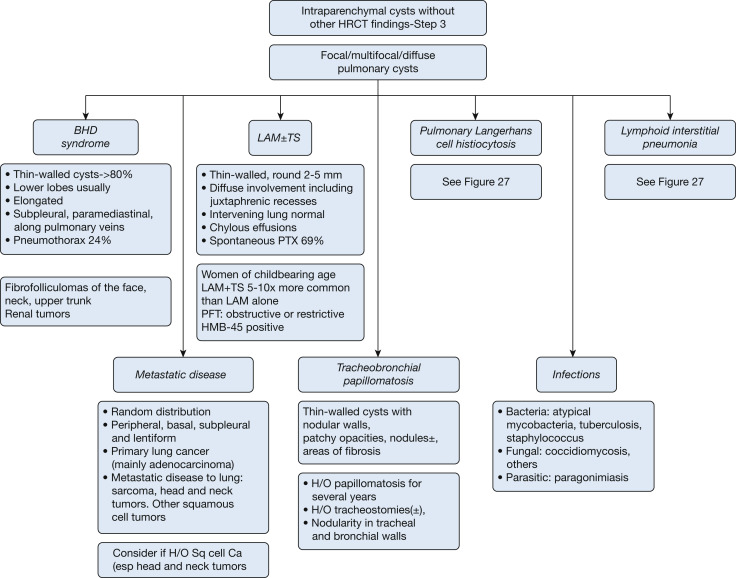 Intraparenchymal cysts without
other HRCT findings-Step 3
Focal/multifocal/diffuse
pulmonary cysts
BHD
syndrome
• Thin-walled cysts->80%
• Lower lobes usually
• Elongated
• Subpleural, paramediastinal,
along pulmonary veins
• Pneumothorax 24%
Fibrofolliculomas of the face,
neck, upper trunk
Renal tumors
LAM±TS
• Thin-walled, round 2-5 mm
• Diffuse involvement including
juxtaphrenic recesses
• Intervening lung normal
• Chylous effusions
• Spontaneous PTX 69%
Women of childbearing age
LAM+TS 5-10x more common
than LAM alone
PFT: obstructive or restrictive
HMB-45 positive
Pulmonary Langerhans
cell histiocytosis
See Figure 27
Lymphoid interstitial
pneumonia
See Figure 27
Metastatic disease
• Random distribution
• Peripheral, basal, subpleural
and lentiform
• Primary lung cancer
(mainly adenocarcinoma)
• Metastatic disease to lung:
sarcoma, head and neck
tumors. Other squamous
cell tumors
Consider if H/O Sq cell Ca
(esp head and neck tumors
Tracheobronchial
papillomatosis
Thin-walled cysts with
nodular walls,
patchy opacities, nodules±,
areas of fibrosis
• H/O papillomatosis for
several years
• H/O tracheostomies(±),
• Nodularity in tracheal
and bronchial walls
Infections
• Bacteria: atypical
mycobacteria, tuberculosis,
staphylococcus
• Fungal: coccidiomycosis,
others
• Parasitic: paragonimiasis